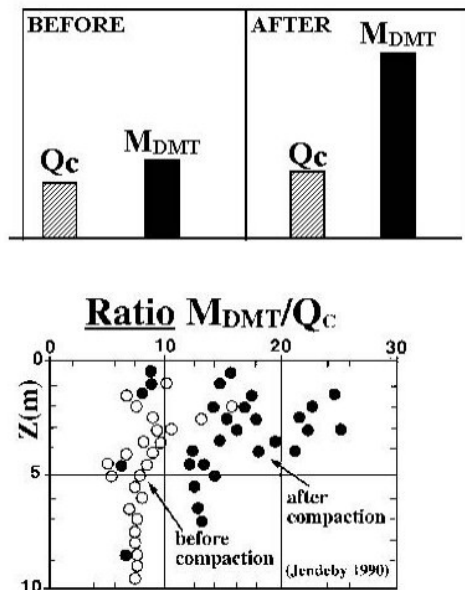 BEFORE
AFTER
Qc
MDMT
Qc
MDMT
Ratio MDMT/QC
0 10 20 30
Z(m)
0
5
10
before
compaction
after
compaction
(Jendeby 1990)